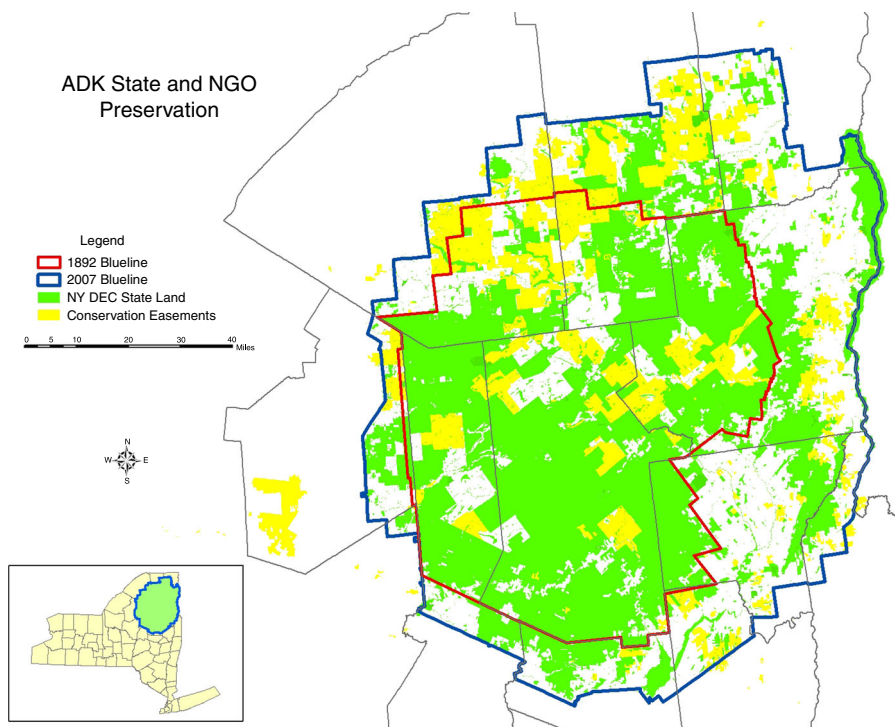 ADK State and NGO
Preservation
Legend
1892 Blueline
2007 Blueline
NY DEC State Land
Conservation Easements
0 5 10 20 30 40
Miles
N
W E
S